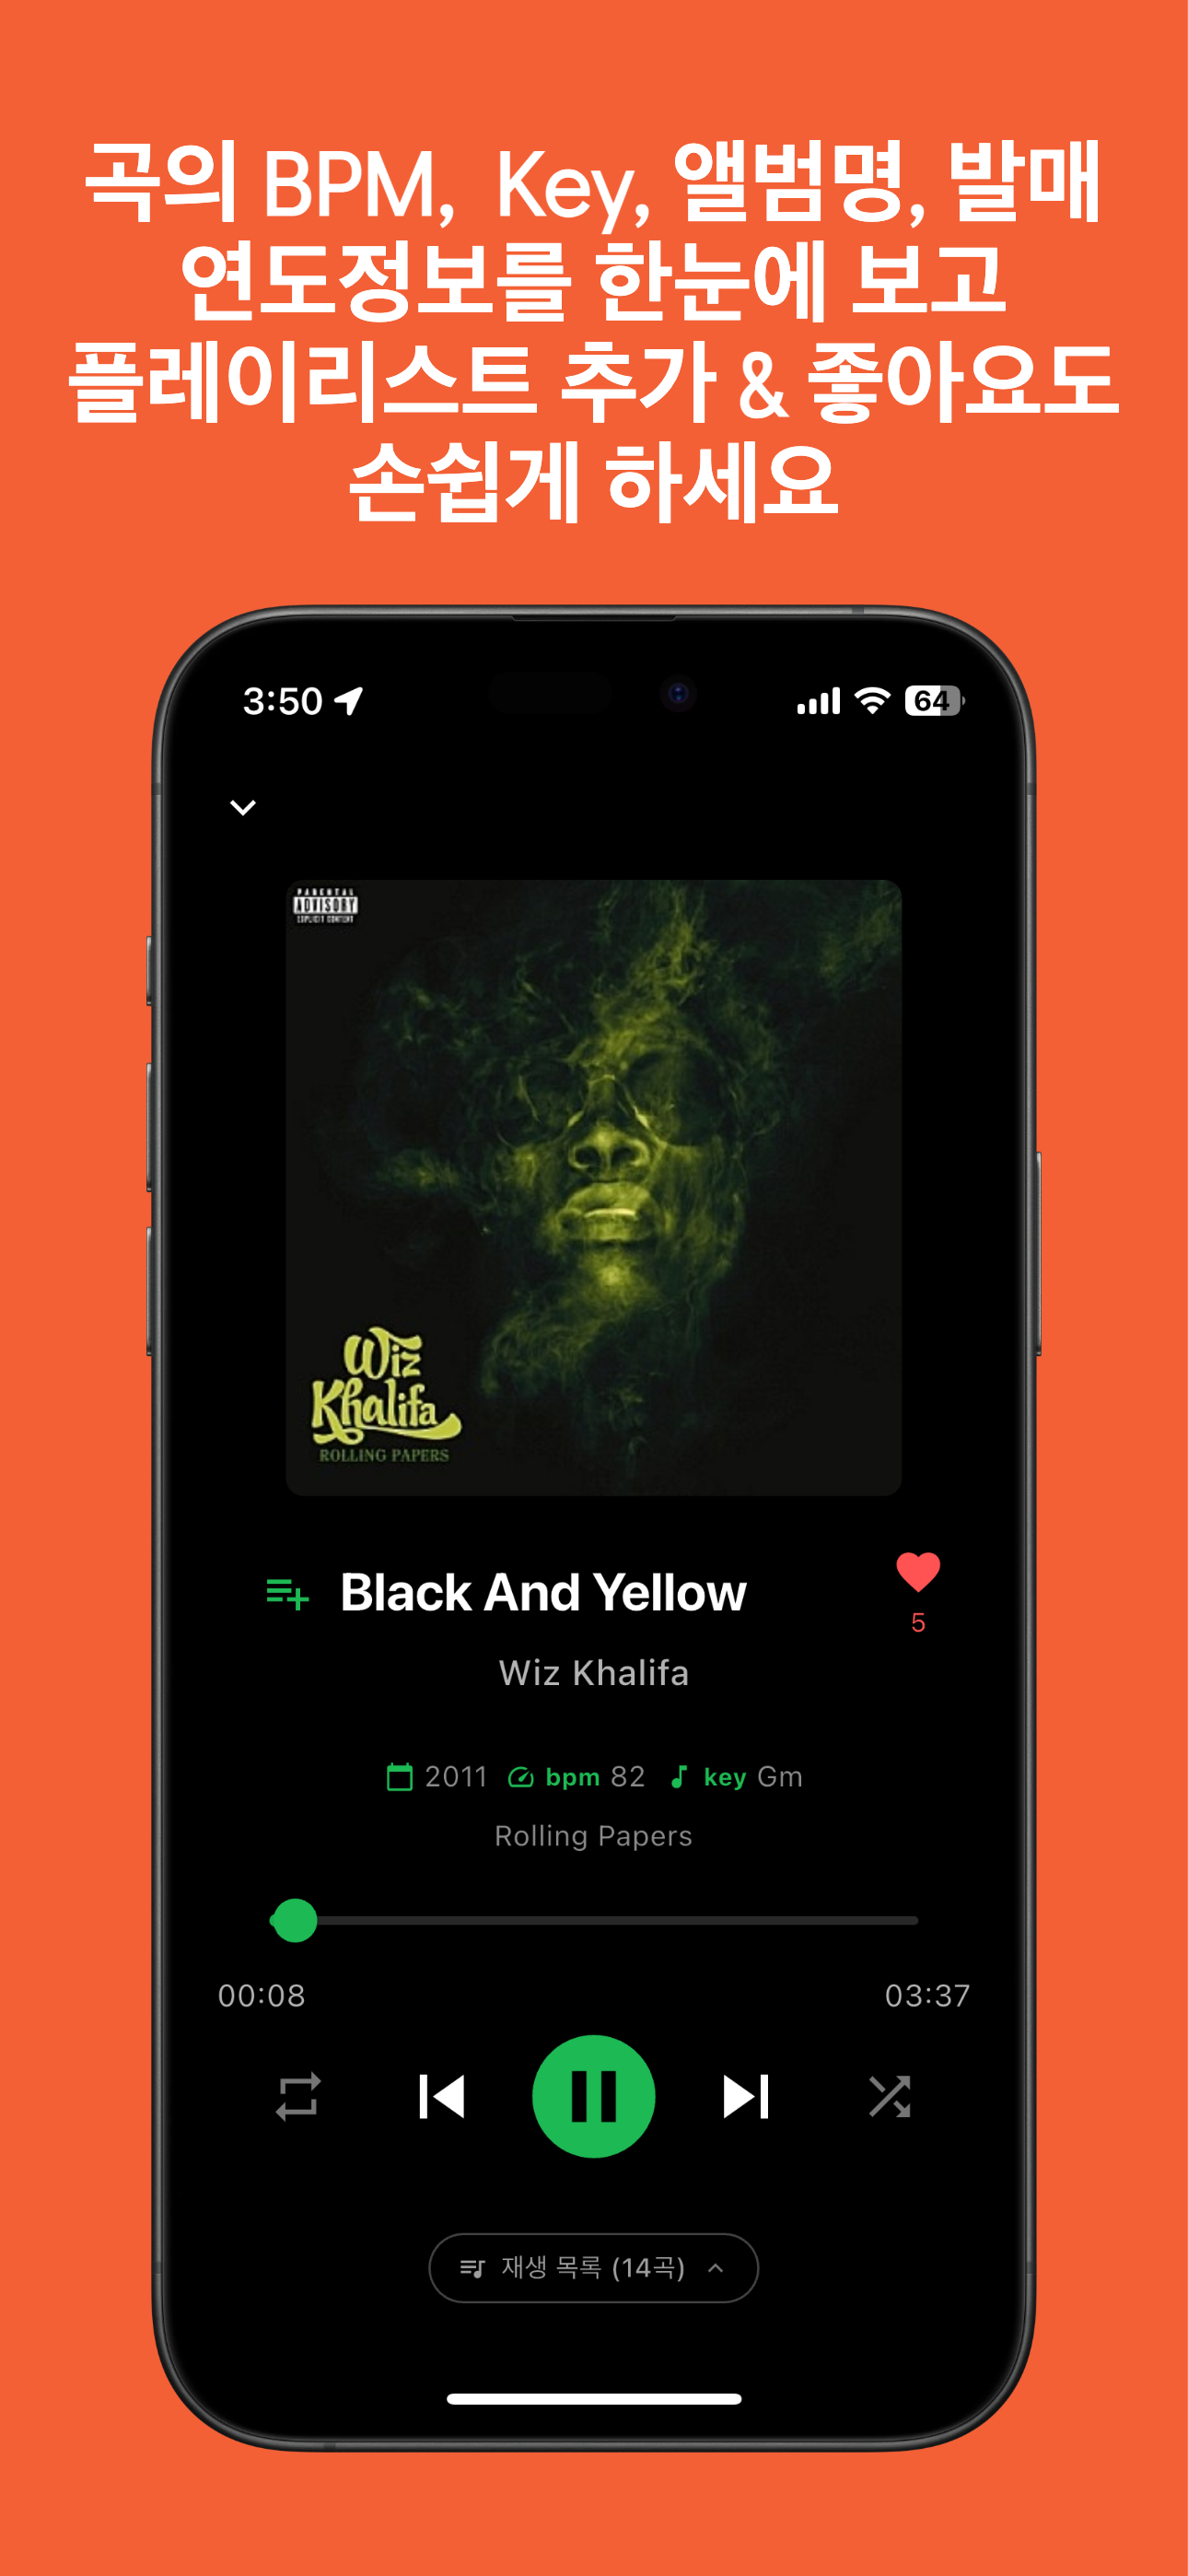 곡의 BPM, Key, 앨범명, 발매
연도정보를 한눈에 보고
플레이리스트 추가 & 좋아요도
손쉽게 하세요
3:50
64
PARENTAL
ADVISORY
EXPLICIT CONTENT
Wiz
Khalifa
ROLLING PAPERS
Black And Yellow
5
Wiz Khalifa
2011 bpm 82 key Gm
Rolling Papers
00:08 03:37
재생 목록 (14곡)